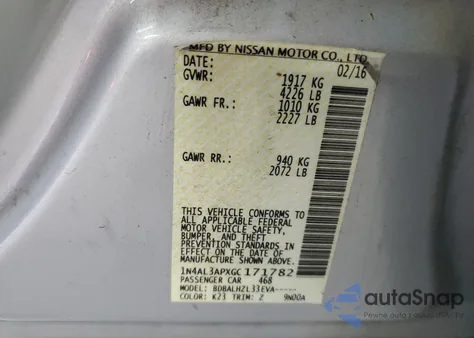 MFD BY NISSAN MOTOR CO., LTD.
DATE: 02/16
GVWR: 1917 KG
4226 LB
GAWR FR.: 1010 KG
2227 LB
GAWR RR.: 940 KG
2072 LB
THIS VEHICLE CONFORMS TO
ALL APPLICABLE FEDERAL
MOTOR VEHICLE SAFETY,
BUMPER, AND THEFT
PREVENTION STANDARDS IN
EFFECT ON THE DATE OF
MANUFACTURE SHOWN ABOVE.
1N4AL3APXGC171782
PASSENGER CAR 468
MODEL: BDBALHZL33EVA-----
COLOR: K23 TRIM: Z 9N00A
autoSnap